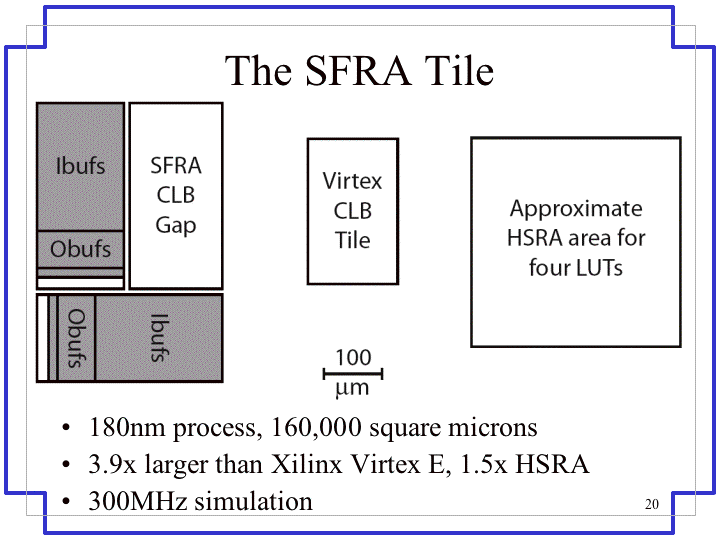 The SFRA Tile
Ibufs
Obufs
SFRA
CLB
Gap
Obufs
Ibufs
Virtex
CLB
Tile
100
μm
Approximate
HSRA area for
four LUTs
• 180nm process, 160,000 square microns
• 3.9x larger than Xilinx Virtex E, 1.5x HSRA
• 300MHz simulation
20